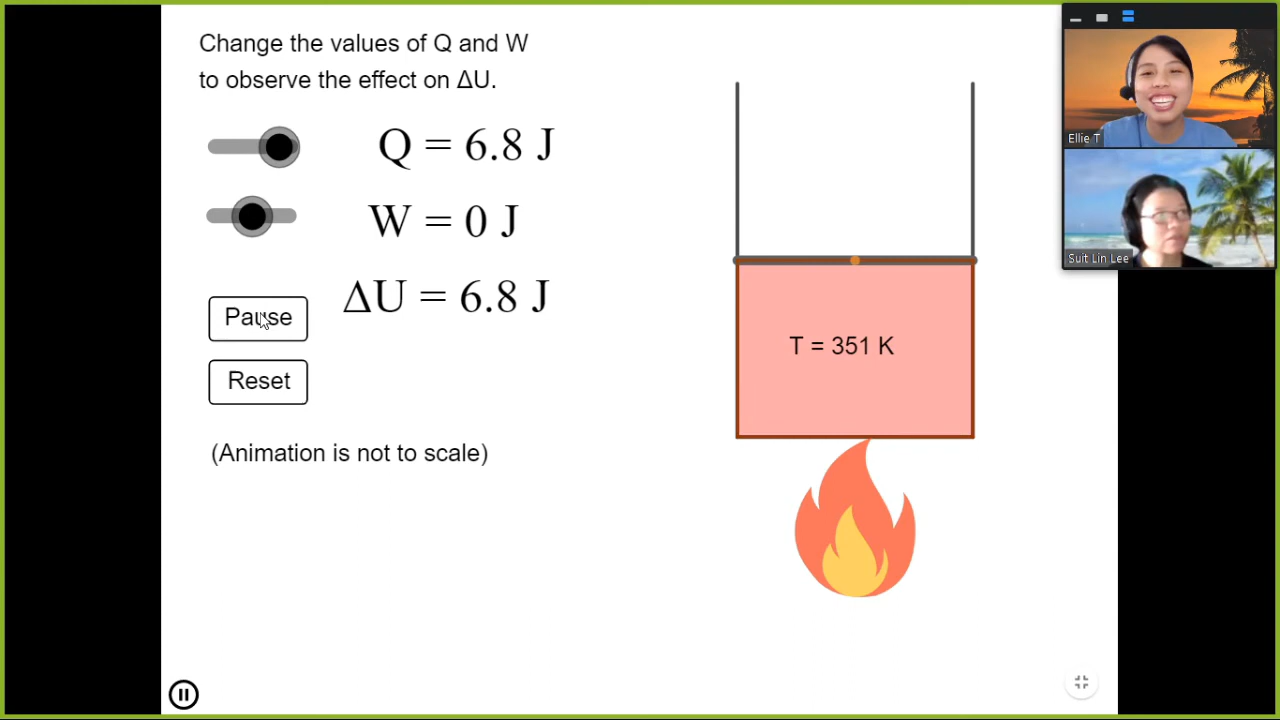 Change the values of Q and W
to observe the effect on ΔU.
Q = 6.8 J
W = 0 J
ΔU = 6.8 J
Pause
Reset
(Animation is not to scale)
T = 351 K
Ellie T
Suit Lin Lee